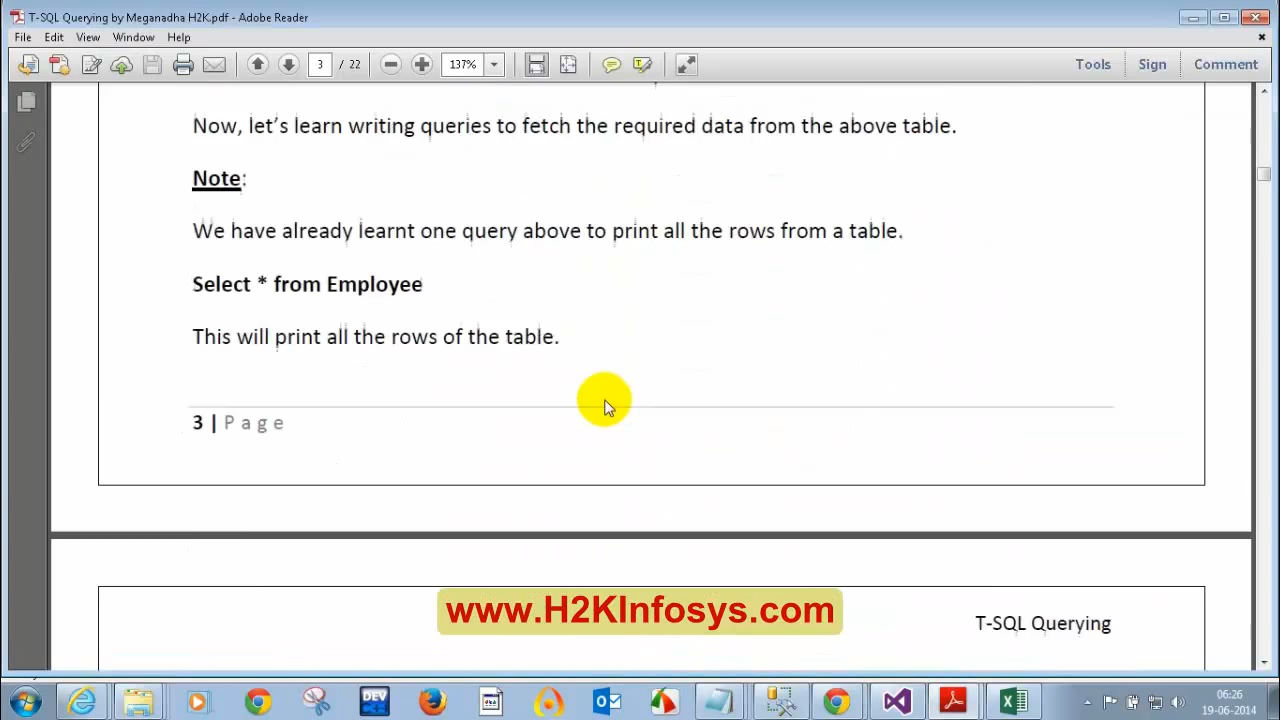 T-SQL Querying by Meganadha H2K.pdf - Adobe Reader
File Edit View Window Help
3 / 22 137% Tools Sign Comment
Now, let's learn writing queries to fetch the required data from the above table.
Note:
We have already learnt one query above to print all the rows from a table.
Select * from Employee
This will print all the rows of the table.
3 | Page
www.H2KInfosys.com
T-SQL Querying
DEV
06:26
19-06-2014